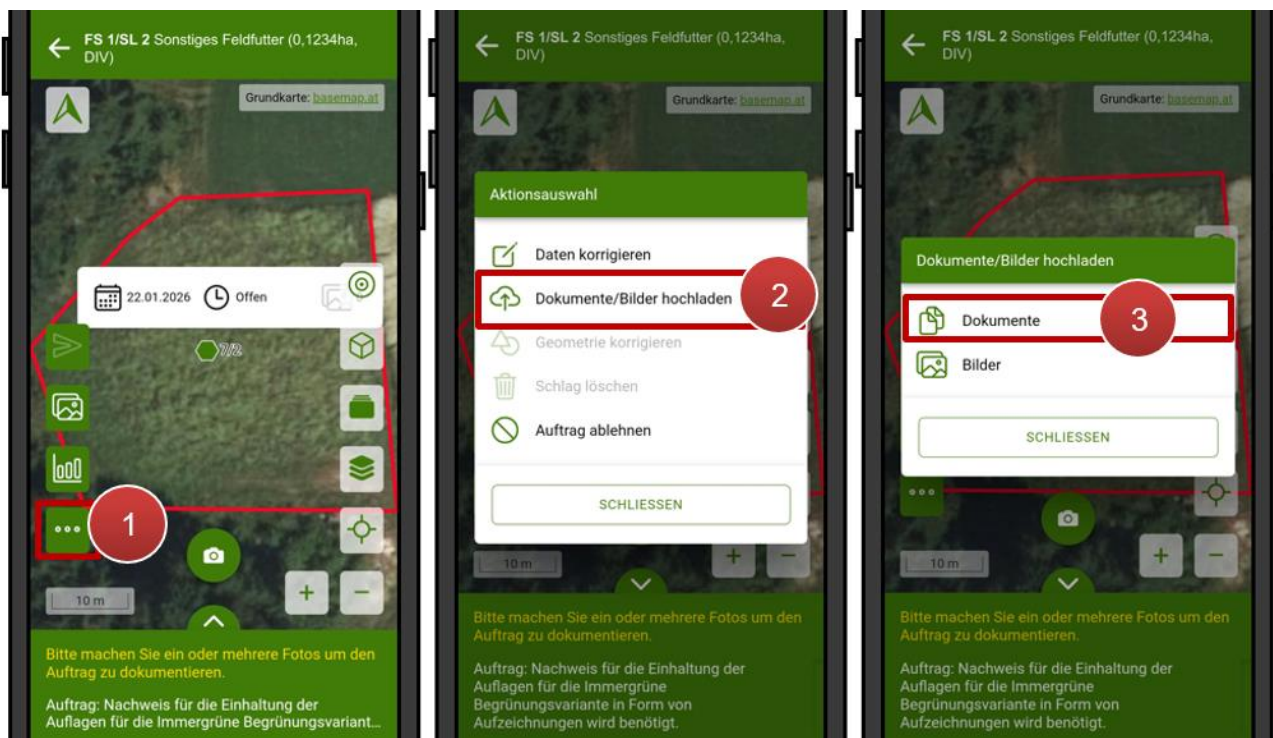 FS 1/SL 2 Sonstiges Feldfutter (0,1234ha,
DIV)
Grundkarte: basemap.at
22.01.2026 Offen
7/2
1
10 m
+ −
Bitte machen Sie ein oder mehrere Fotos um den
Auftrag zu dokumentieren.
Auftrag: Nachweis für die Einhaltung der
Auflagen für die Immergrüne Begrünungsvariant...
FS 1/SL 2 Sonstiges Feldfutter (0,1234ha,
DIV)
Grundkarte: basemap.at
Aktionsauswahl
Daten korrigieren
Dokumente/Bilder hochladen
2
Geometrie korrigieren
Schlag löschen
Auftrag ablehnen
SCHLIESSEN
10 m
+ −
Bitte machen Sie ein oder mehrere Fotos um den
Auftrag zu dokumentieren.
Auftrag: Nachweis für die Einhaltung der
Auflagen für die Immergrüne
Begrünungsvariante in Form von
Aufzeichnungen wird benötigt.
FS 1/SL 2 Sonstiges Feldfutter (0,1234ha,
DIV)
Grundkarte: basemap.at
Dokumente/Bilder hochladen
Dokumente
3
Bilder
SCHLIESSEN
10 m
+ −
Bitte machen Sie ein oder mehrere Fotos um den
Auftrag zu dokumentieren.
Auftrag: Nachweis für die Einhaltung der
Auflagen für die Immergrüne
Begrünungsvariante in Form von
Aufzeichnungen wird benötigt.